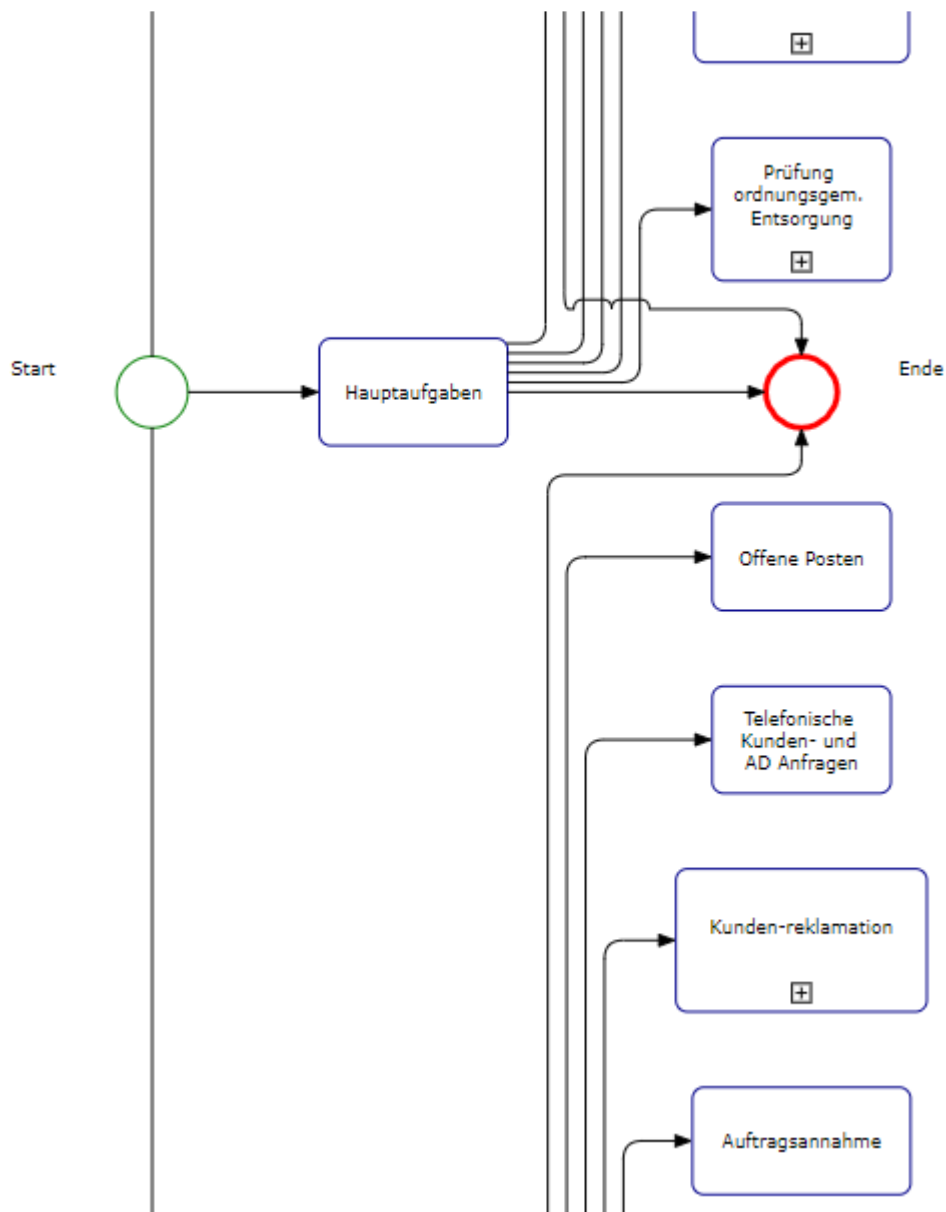 Prüfung
ordnungsgem.
Entsorgung
Start
Hauptaufgaben
Ende
Offene Posten
Telefonische
Kunden- und
AD Anfragen
Kunden-reklamation
Auftragsannahme